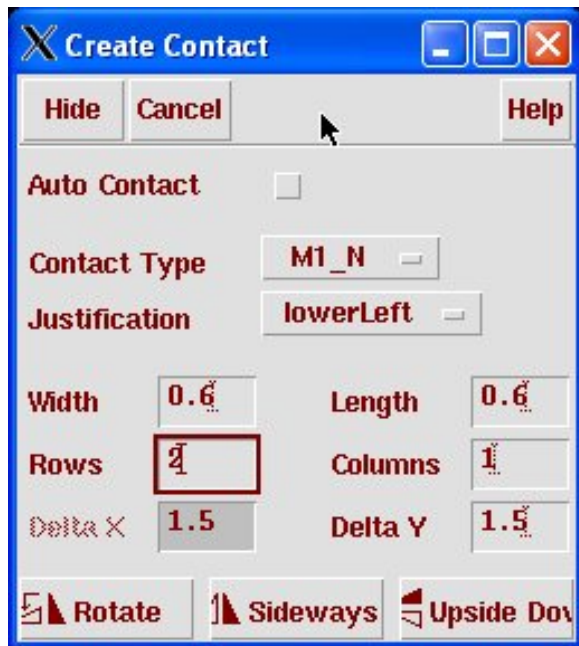 Create Contact
Hide Cancel Help
Auto Contact
Contact Type M1_N
Justification lowerLeft
Width 0.6 Length 0.6
Rows 2 Columns 1
Delta X 1.5 Delta Y 1.5
Rotate Sideways Upside Dow